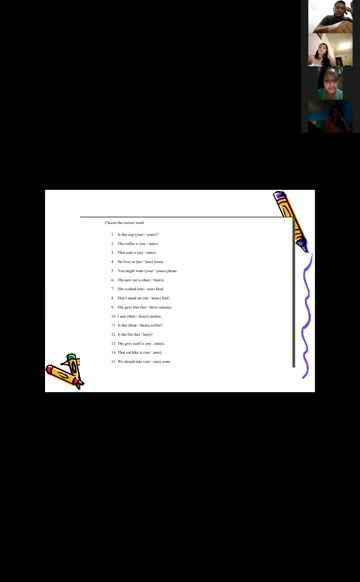 Choose the correct word:
1. Is this cup (your / yours)?
2. The coffee is (my / mine).
3. That coat is (my / mine).
4. He lives in (her / hers) house.
5. You might want (your / yours) phone.
6. The new car is (their / theirs).
7. She cooked (our / ours) food.
8. Don't stand on (my / mine) foot!
9. She gave him (her / hers) suitcase.
10. I met (their / theirs) mother.
11. Is this (their / theirs) coffee?
12. Is the flat (her / hers)?
13. The grey scarf is (my / mine).
14. That red bike is (our / ours).
15. We should take (our / ours) coats.